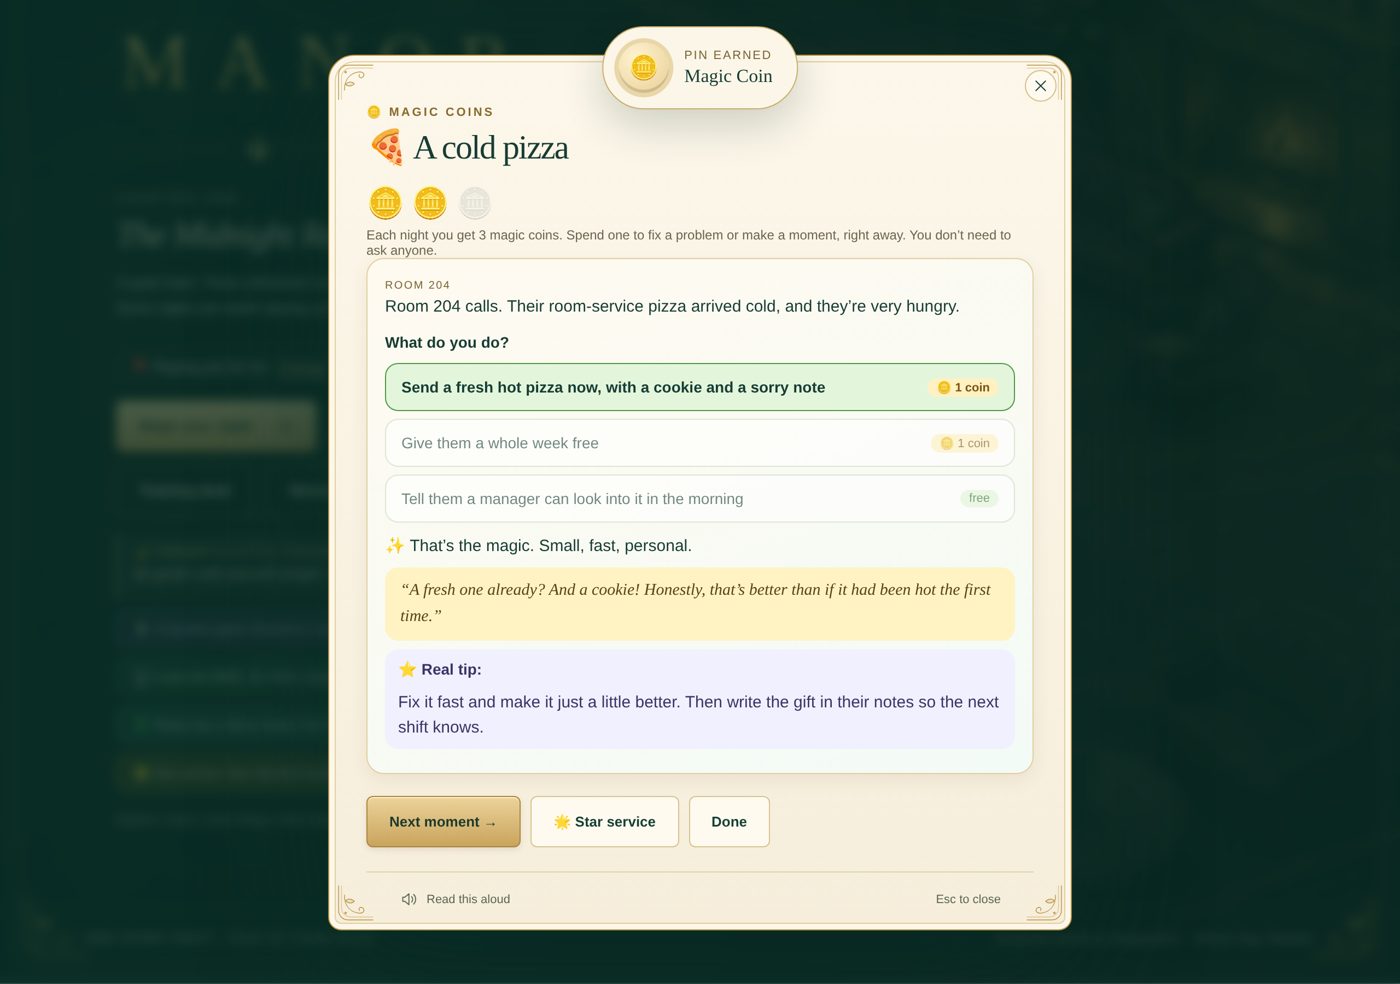 MANOR
PIN EARNED
Magic Coin
MAGIC COINS
A cold pizza
Each night you get 3 magic coins. Spend one to fix a problem or make a moment, right away. You don’t need to
ask anyone.
ROOM 204
Room 204 calls. Their room-service pizza arrived cold, and they’re very hungry.
What do you do?
Send a fresh hot pizza now, with a cookie and a sorry note
1 coin
Give them a whole week free
1 coin
Tell them a manager can look into it in the morning
free
That’s the magic. Small, fast, personal.
“A fresh one already? And a cookie! Honestly, that’s better than if it had been hot the first
time.”
Real tip:
Fix it fast and make it just a little better. Then write the gift in their notes so the next
shift knows.
Next moment →
Star service
Done
Read this aloud
Esc to close
The Midnight